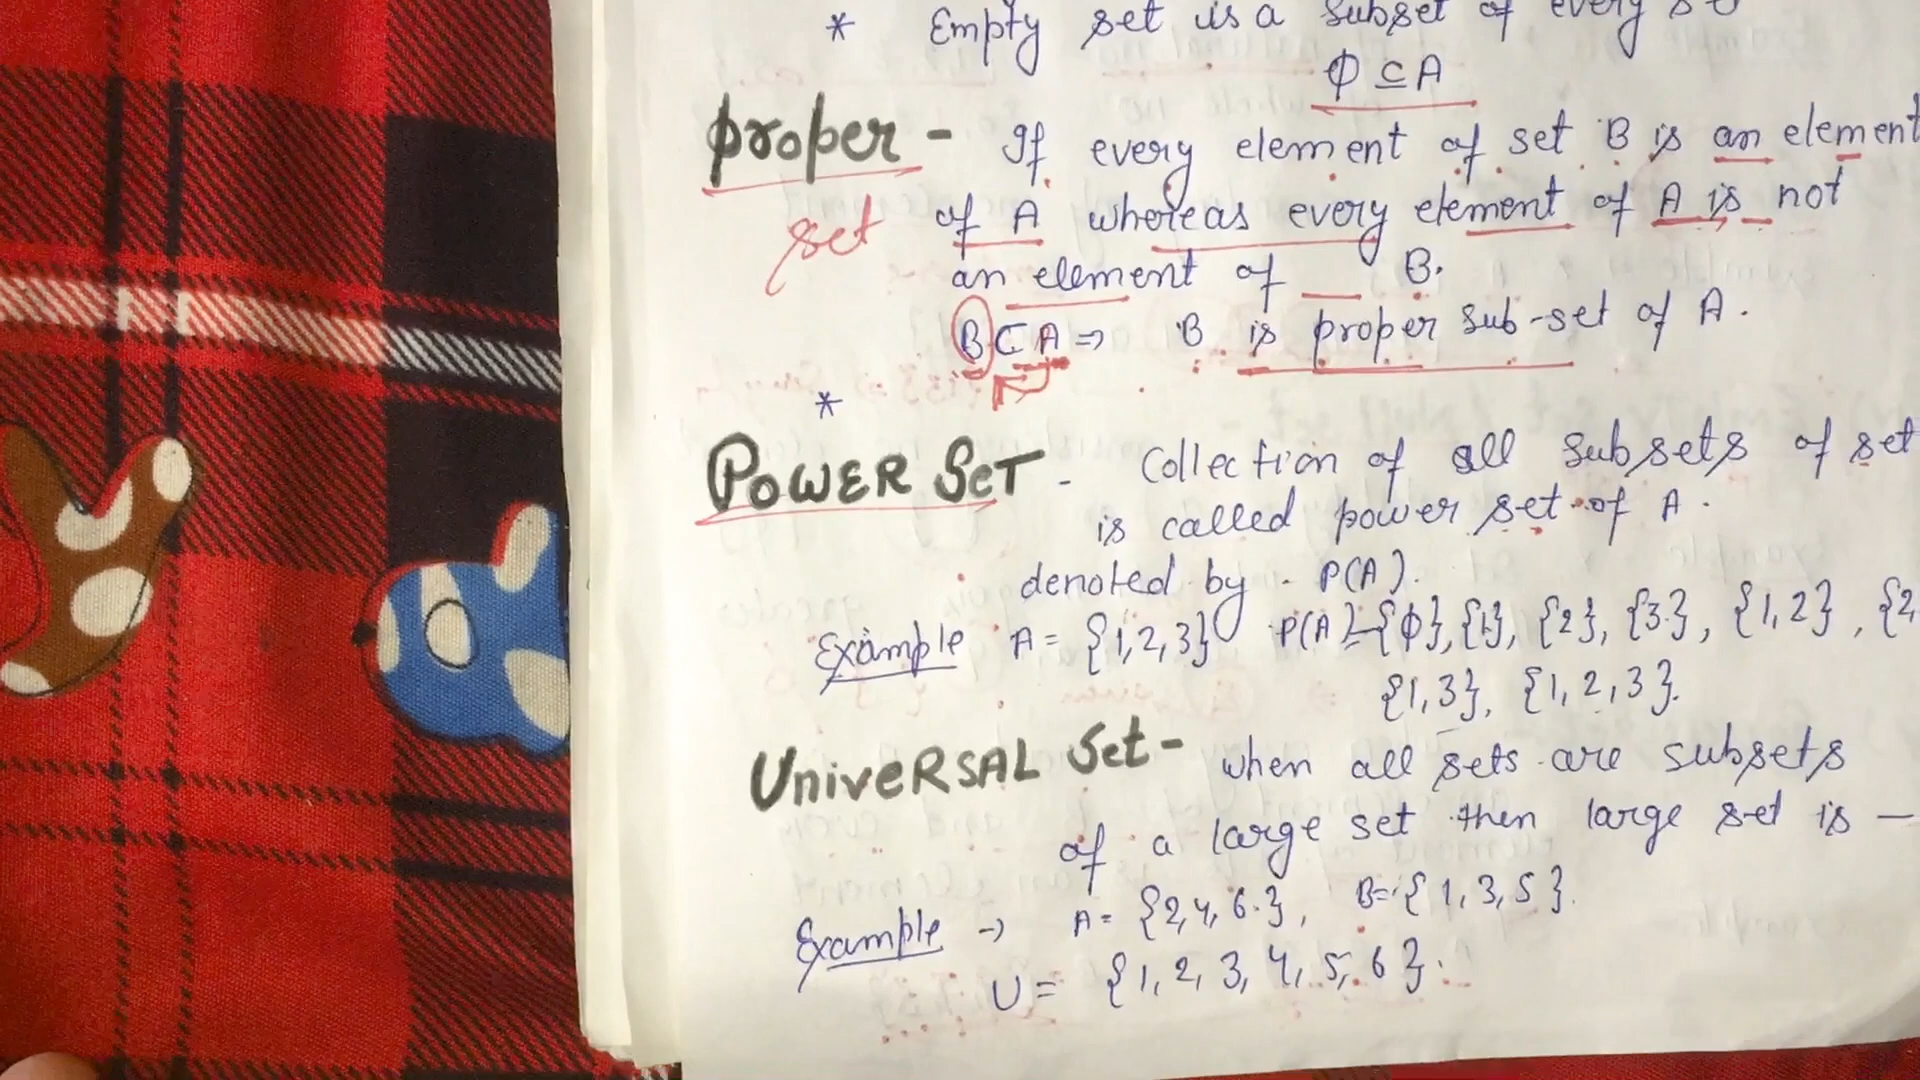 * Empty set is a subset of every
ϕ ⊆ A
proper - If every element of set B is an element
set of A whereas every element of A is not
an element of B.
B⊂A ⇒ B is proper sub-set of A.
*
POWER SET - Collection of all subsets of set
is called power set of A.
denoted by - P(A).
Example A = {1,2,3} P(A)={ϕ},{1}, {2}, {3}, {1,2}, {2,
{1,3}, {1,2,3}.
UniveRSAL Set - when all sets are subsets
of a large set then large set is —
Example → A = {2,4,6}, B={1,3,5}.
U = {1,2,3,4,5,6}.